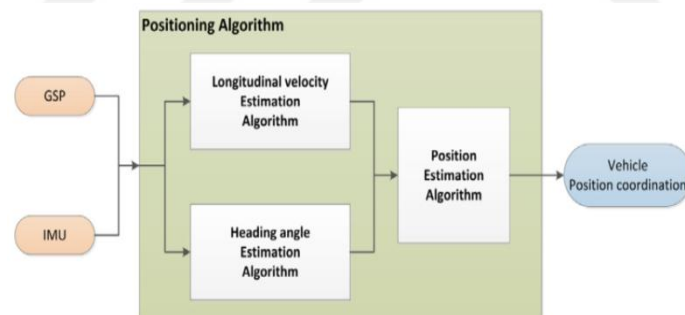 Positioning Algorithm
GSP
IMU
Longitudinal velocity
Estimation
Algorithm
Heading angle
Estimation
Algorithm
Position
Estimation
Algorithm
Vehicle
Position coordination